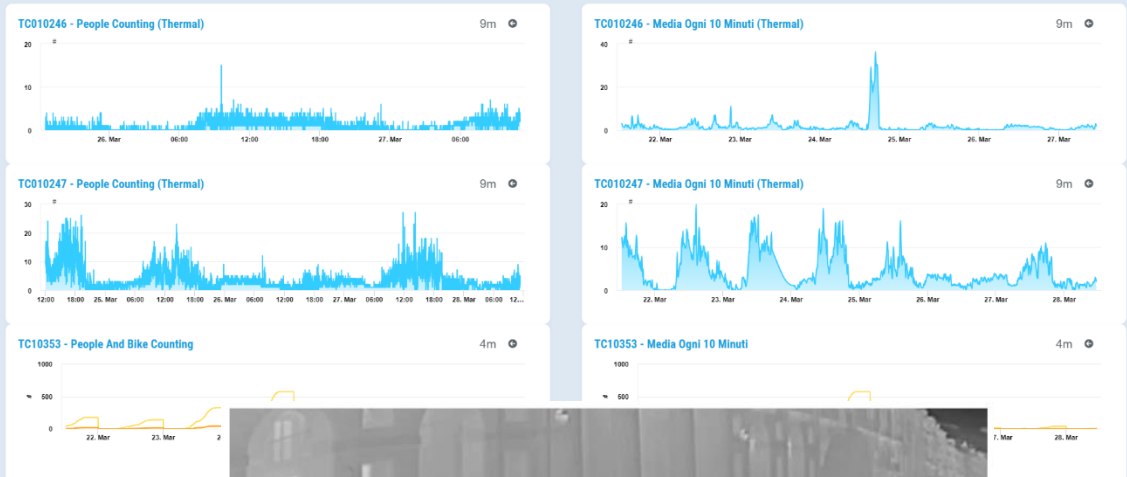 TC010246 - People Counting (Thermal) 9m
#
20
10
0
26. Mar 06:00 12:00 18:00 27. Mar 06:00
TC010246 - Media Ogni 10 Minuti (Thermal) 9m
#
40
20
0
22. Mar 23. Mar 24. Mar 25. Mar 26. Mar 27. Mar
TC010247 - People Counting (Thermal) 9m
#
30
20
10
0
12:00 18:00 25. Mar 06:00 12:00 18:00 26. Mar 06:00 12:00 18:00 27. Mar 06:00 12:00 18:00 28. Mar 06:00 12...
TC010247 - Media Ogni 10 Minuti (Thermal) 9m
#
20
10
0
22. Mar 23. Mar 24. Mar 25. Mar 26. Mar 27. Mar 28. Mar
TC10353 - People And Bike Counting 4m
1000
#
500
0
22. Mar 23. Mar 2
TC10353 - Media Ogni 10 Minuti 4m
1000
#
500
7. Mar 28. Mar